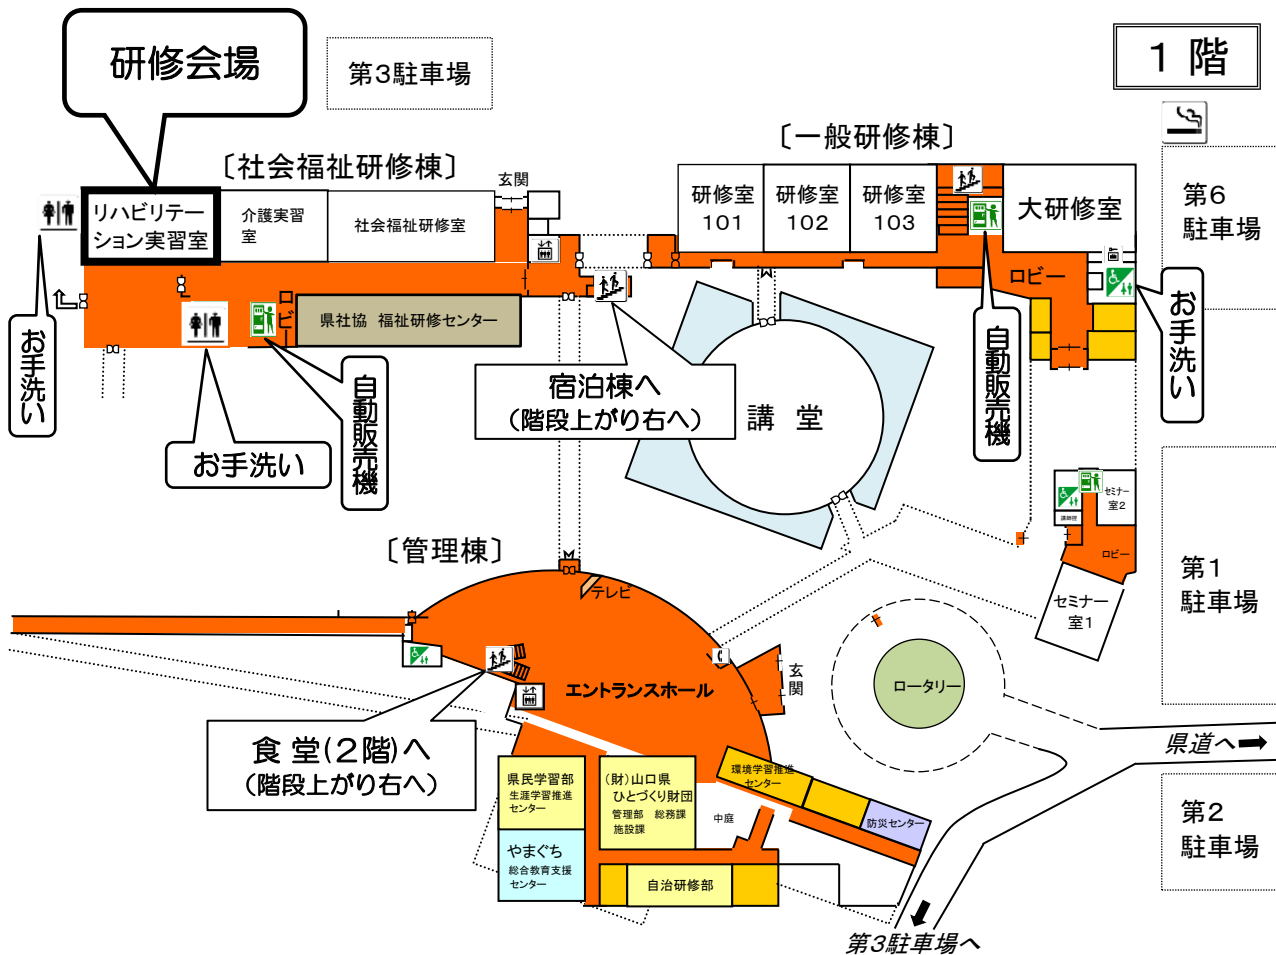 研修会場
第3駐車場
1 階
〔一般研修棟〕
〔社会福祉研修棟〕
玄関
リハビリテー
ション実習室
介護実習
室
社会福祉研修室
研修室
101
研修室
102
研修室
103
大研修室
第6
駐車場
ロビー
ロビー
県社協 福祉研修センター
お手洗い
お手洗い
自動販売機
宿泊棟へ
(階段上がり右へ)
講 堂
自動販売機
お手洗い
セミナー
室2
講師控
ロビー
セミナー
室1
第1
駐車場
〔管理棟〕
テレビ
エントランスホール
玄関
ロータリー
県道へ
食 堂(2階)へ
(階段上がり右へ)
県民学習部
生涯学習推進
センター
(財)山口県
ひとづくり財団
管理部 総務課
施設課
環境学習推進
センター
防災センター
中庭
やまぐち
総合教育支援
センター
自治研修部
第2
駐車場
第3駐車場へ